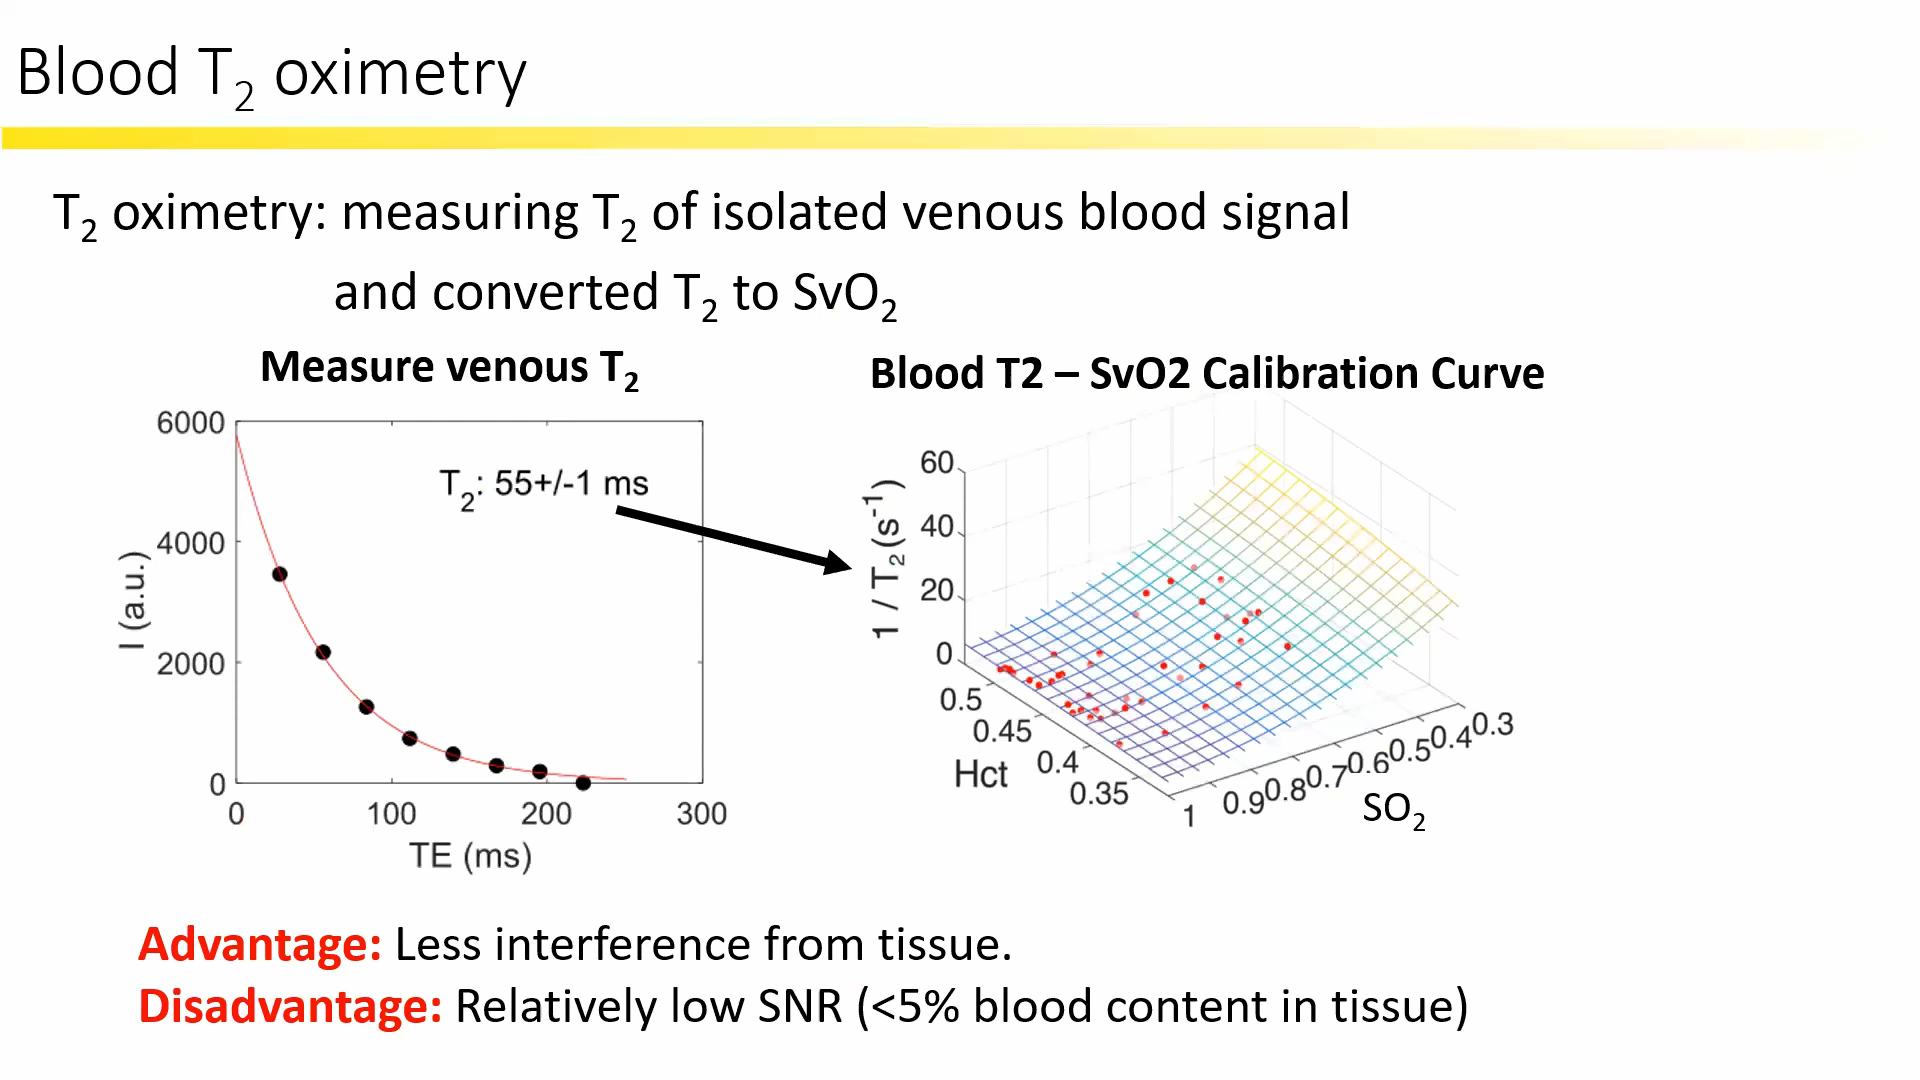 Blood T₂ oximetry
T₂ oximetry: measuring T₂ of isolated venous blood signal
and converted T₂ to SvO₂
Measure venous T₂
Blood T2 – SvO2 Calibration Curve
6000
4000
2000
0
I (a.u.)
T₂: 55+/-1 ms
0 100 200 300
TE (ms)
60
40
20
0
1 / T₂ (s⁻¹)
0.5
0.45
0.4
0.35
Hct
1 0.9 0.8 0.7 0.6 0.5 0.4 0.3
SO₂
Advantage: Less interference from tissue.
Disadvantage: Relatively low SNR (<5% blood content in tissue)